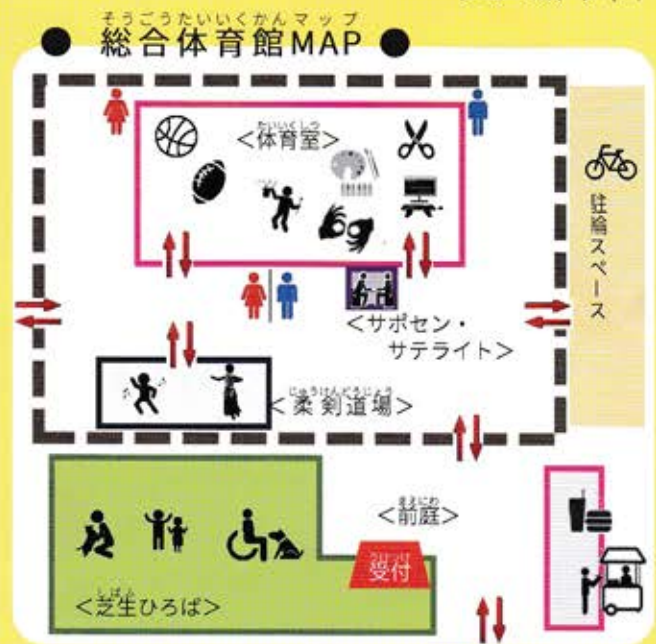 そうごうたいいくかんマップ
● 総合体育館MAP ●
たいいくしつ
<体育室>
駐輪スペース
<サポセン・
サテライト>
じゅうけんどうじょう
<柔剣道場>
まえにわ
<前庭>
うけつけ
受付
しばふ
<芝生ひろば>